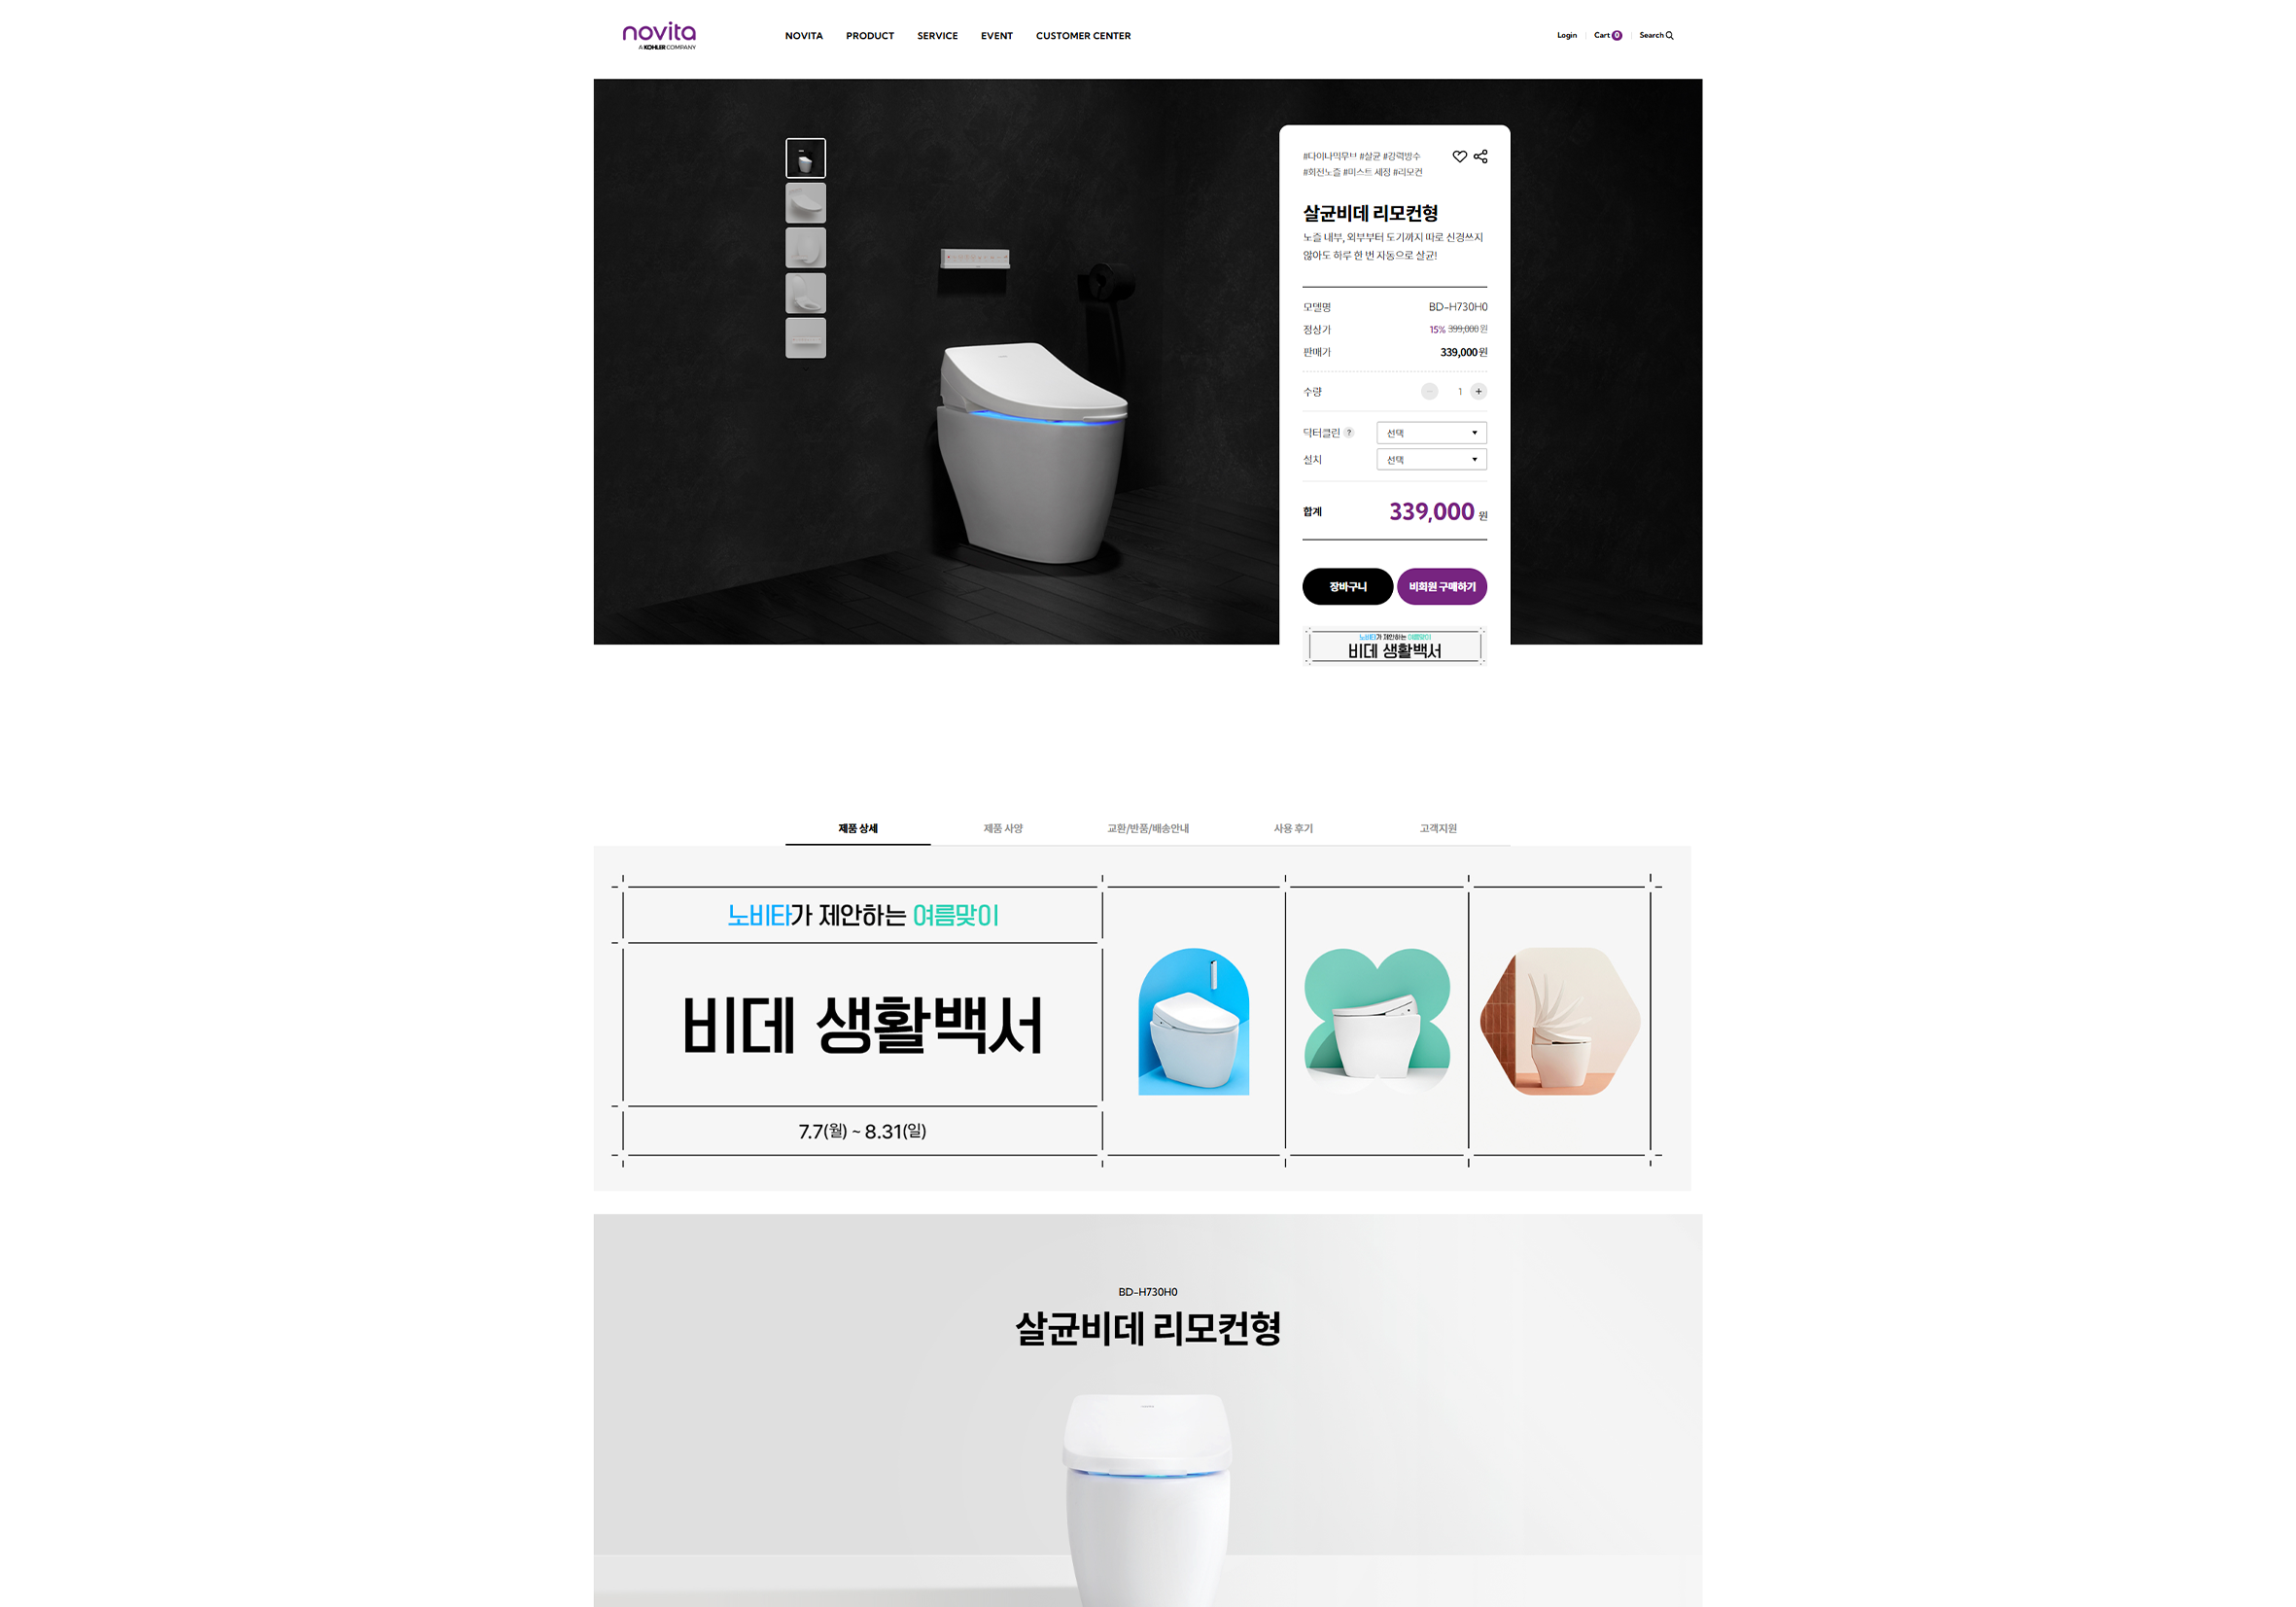 novita
A KOHLER COMPANY
NOVITA PRODUCT SERVICE EVENT CUSTOMER CENTER
Login Cart 0 Search
#다이나믹무브 #살균 #강력방수
#회전노즐 #미스트 세정 #리모컨
살균비데 리모컨형
노즐 내부, 외부부터 도기까지 따로 신경쓰지
않아도 하루 한 번 자동으로 살균!
모델명 BD-H730H0
정상가 15% 399,000 원
판매가 339,000 원
수량 - 1 +
닥터클린 ? 선택
설치 선택
합계 339,000 원
장바구니 비회원 구매하기
노비타가 제안하는 여름맞이
비데 생활백서
제품 상세 제품 사양 교환/반품/배송안내 사용 후기 고객지원
노비타가 제안하는 여름맞이
비데 생활백서
7.7(월) ~ 8.31(일)
BD-H730H0
살균비데 리모컨형